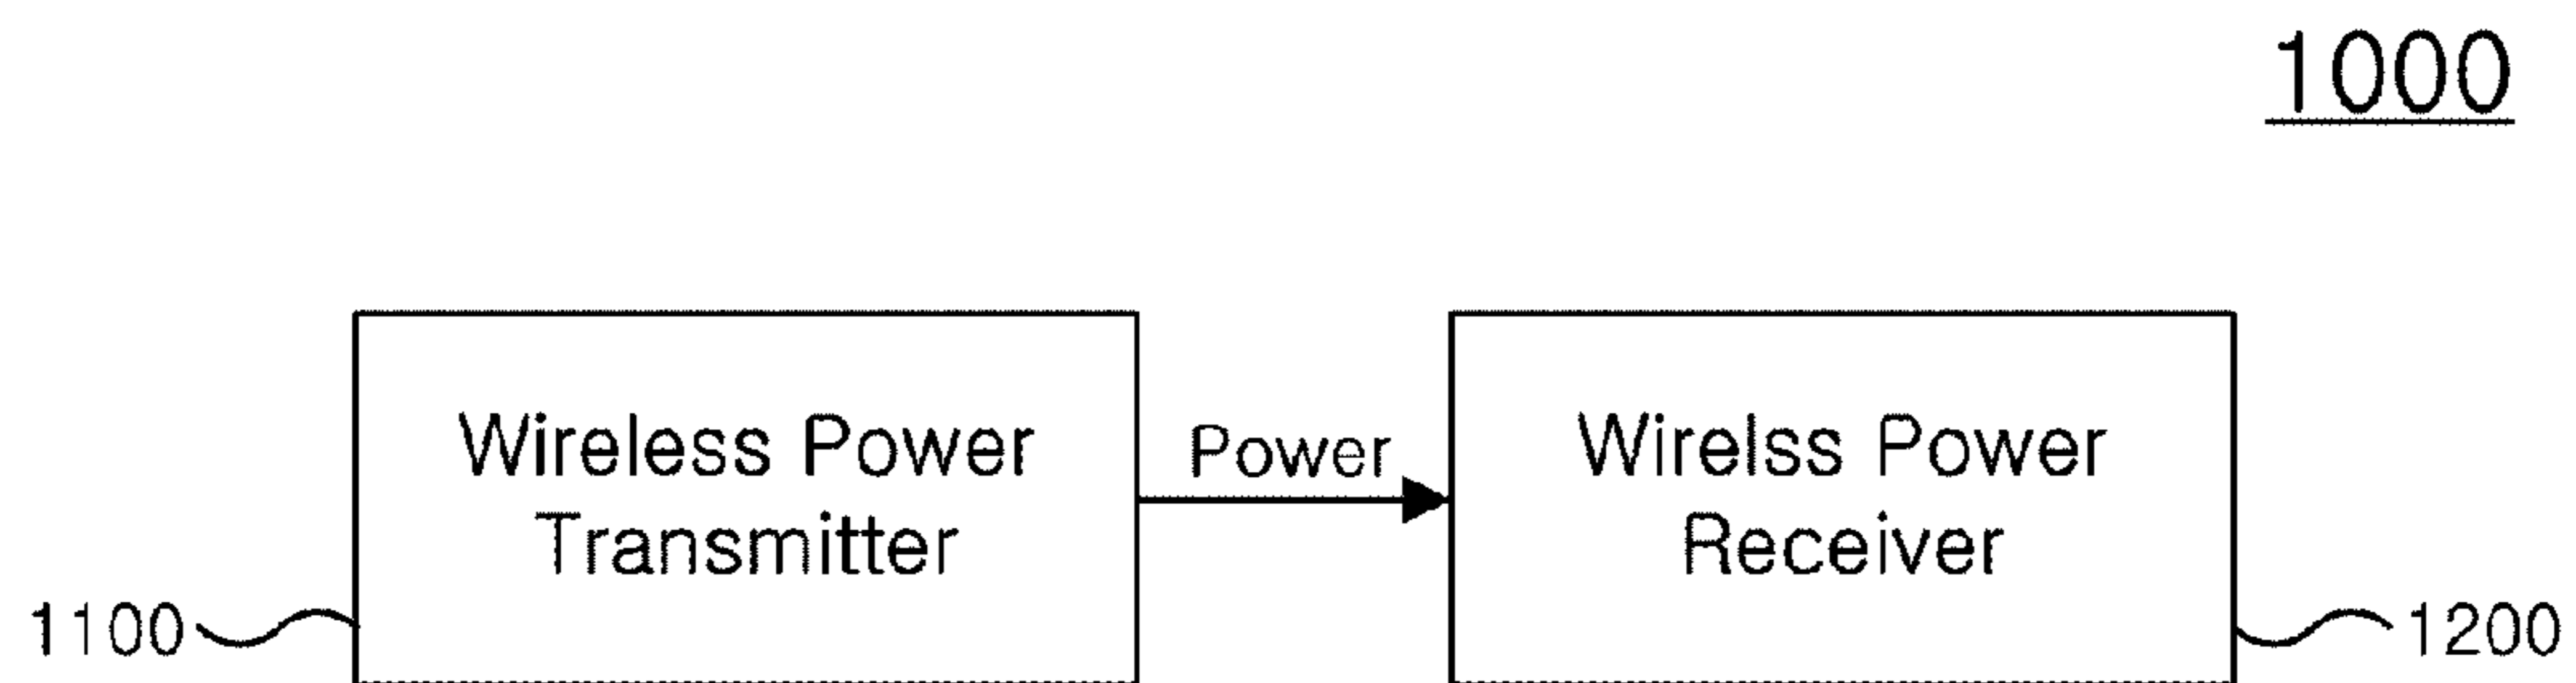 1000
Wireless Power
Transmitter
Power
Wirelss Power
Receiver
1100
1200